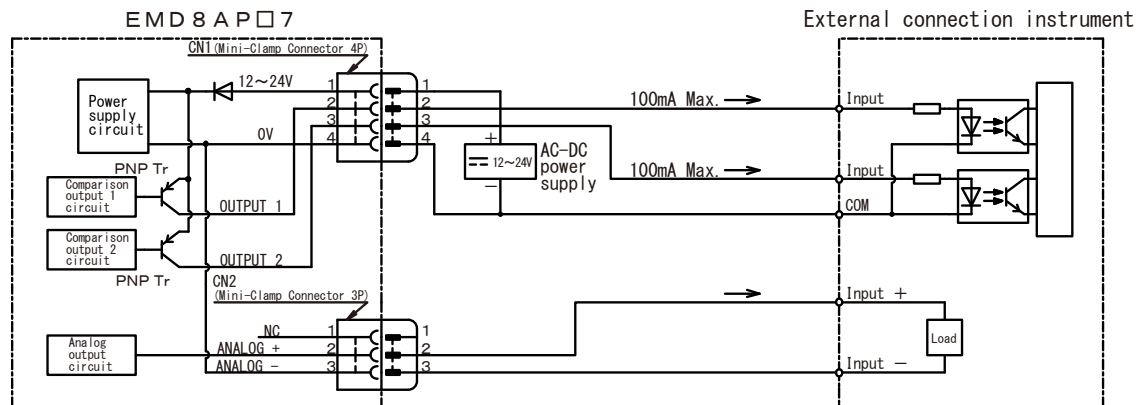 EMD8AP□7
External connection instrument
CN1(Mini-Clamp Connector 4P)
12～24V
1
1
Power
supply
circuit
2
2
100mA Max.
Input
3
3
0V
4
4
+
12～24V
−
AC-DC
power
supply
PNP Tr
100mA Max.
Input
Comparison
output 1
circuit
OUTPUT 1
COM
Comparison
output 2
circuit
OUTPUT 2
PNP Tr
CN2
(Mini-Clamp Connector 3P)
Input +
NC
1
1
Analog
output
circuit
ANALOG +
2
2
Load
ANALOG -
3
3
Input −